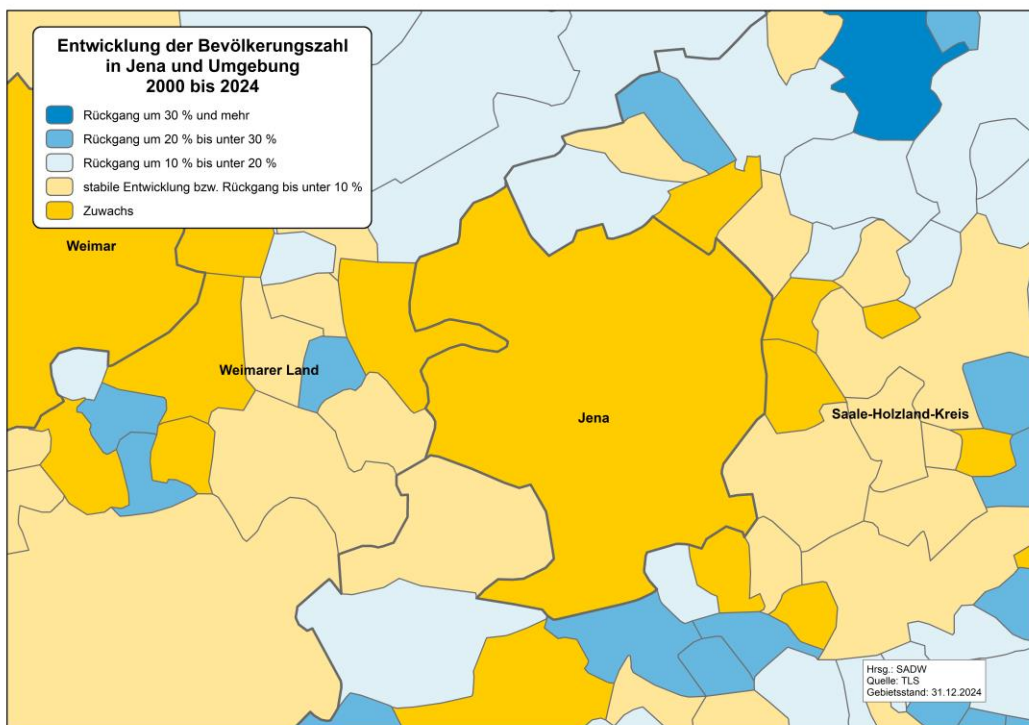 Entwicklung der Bevölkerungszahl
in Jena und Umgebung
2000 bis 2024
Rückgang um 30 % und mehr
Rückgang um 20 % bis unter 30 %
Rückgang um 10 % bis unter 20 %
stabile Entwicklung bzw. Rückgang bis unter 10 %
Zuwachs
Weimar
Weimarer Land
Jena
Saale-Holzland-Kreis
Hrsg.: SADW
Quelle: TLS
Gebietsstand: 31.12.2024